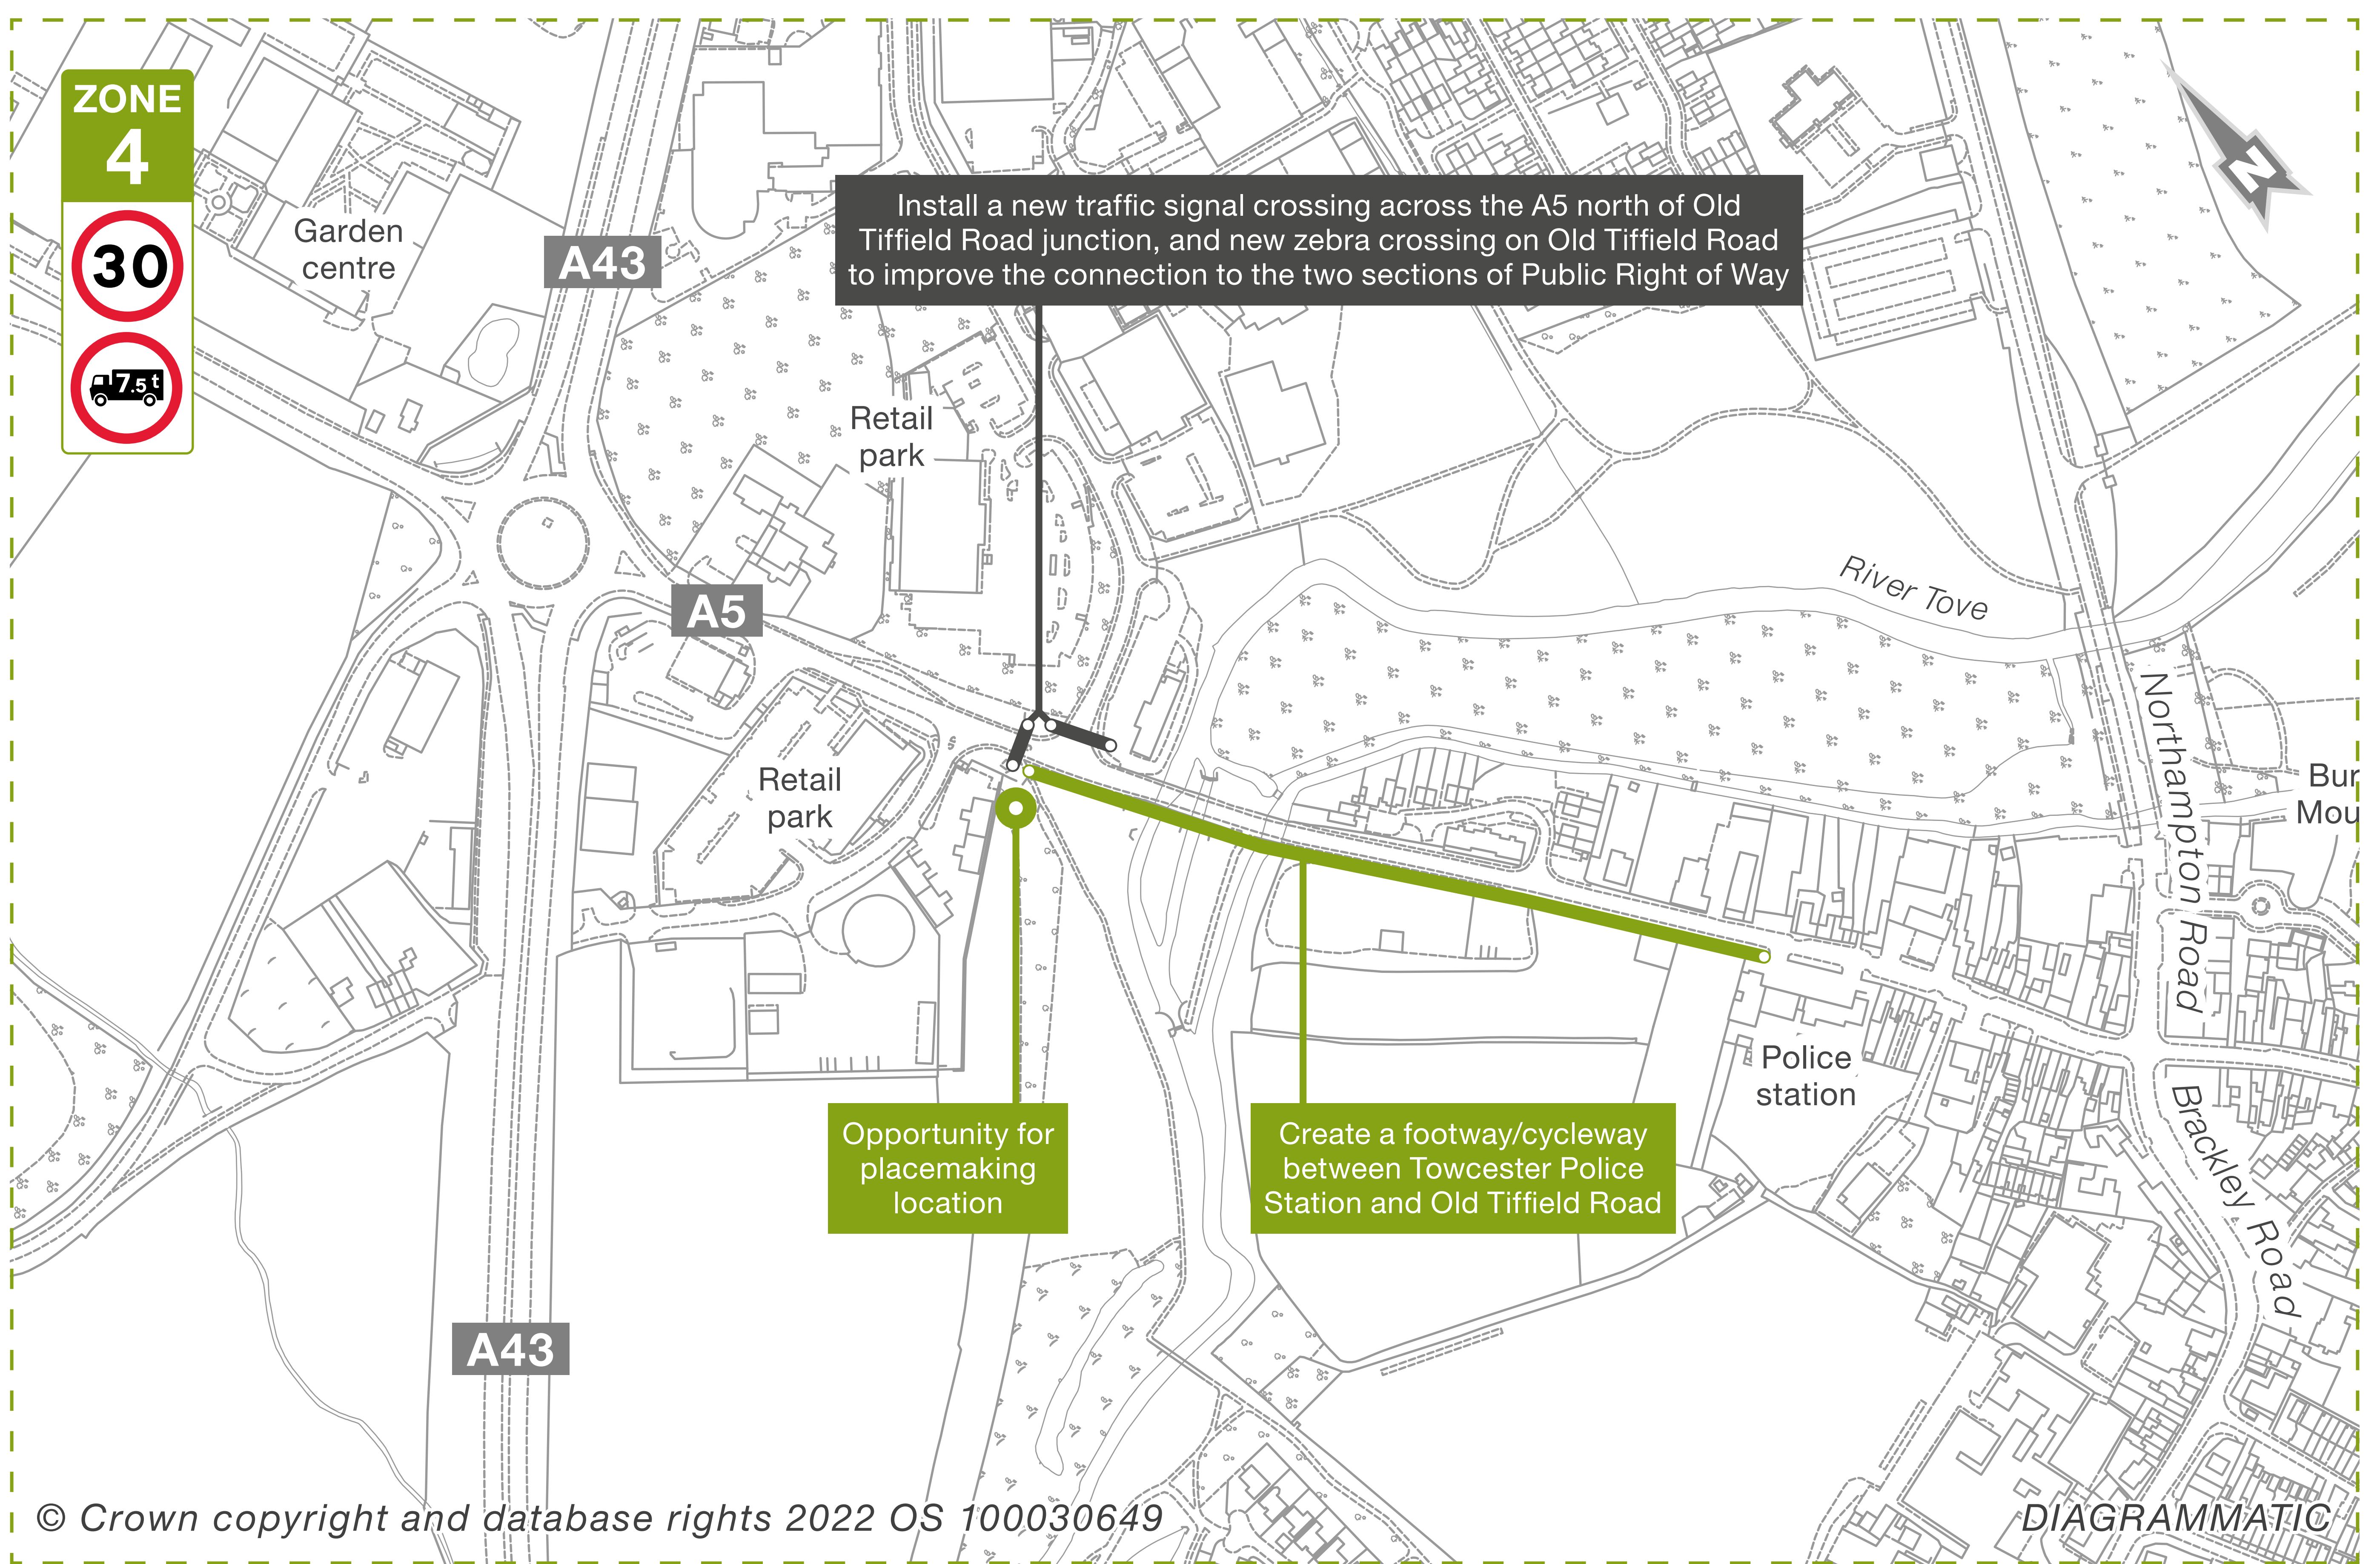 ZONE
4
30
7.5 t
Garden
centre
A43
Install a new traffic signal crossing across the A5 north of Old
Tiffield Road junction, and new zebra crossing on Old Tiffield Road
to improve the connection to the two sections of Public Right of Way
N
Retail
park
A5
River Tove
Retail
park
Northampton Road
Bur
Mou
Police
station
Opportunity for
placemaking
location
Create a footway/cycleway
between Towcester Police
Station and Old Tiffield Road
Brackley Road
A43
© Crown copyright and database rights 2022 OS 100030649
DIAGRAMMATIC